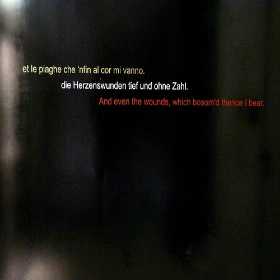 et le piaghe che 'nfin al cor mi vanno.
die Herzenswunden tief und ohne Zahl.
And even the wounds, which bosom'd thence I bear.